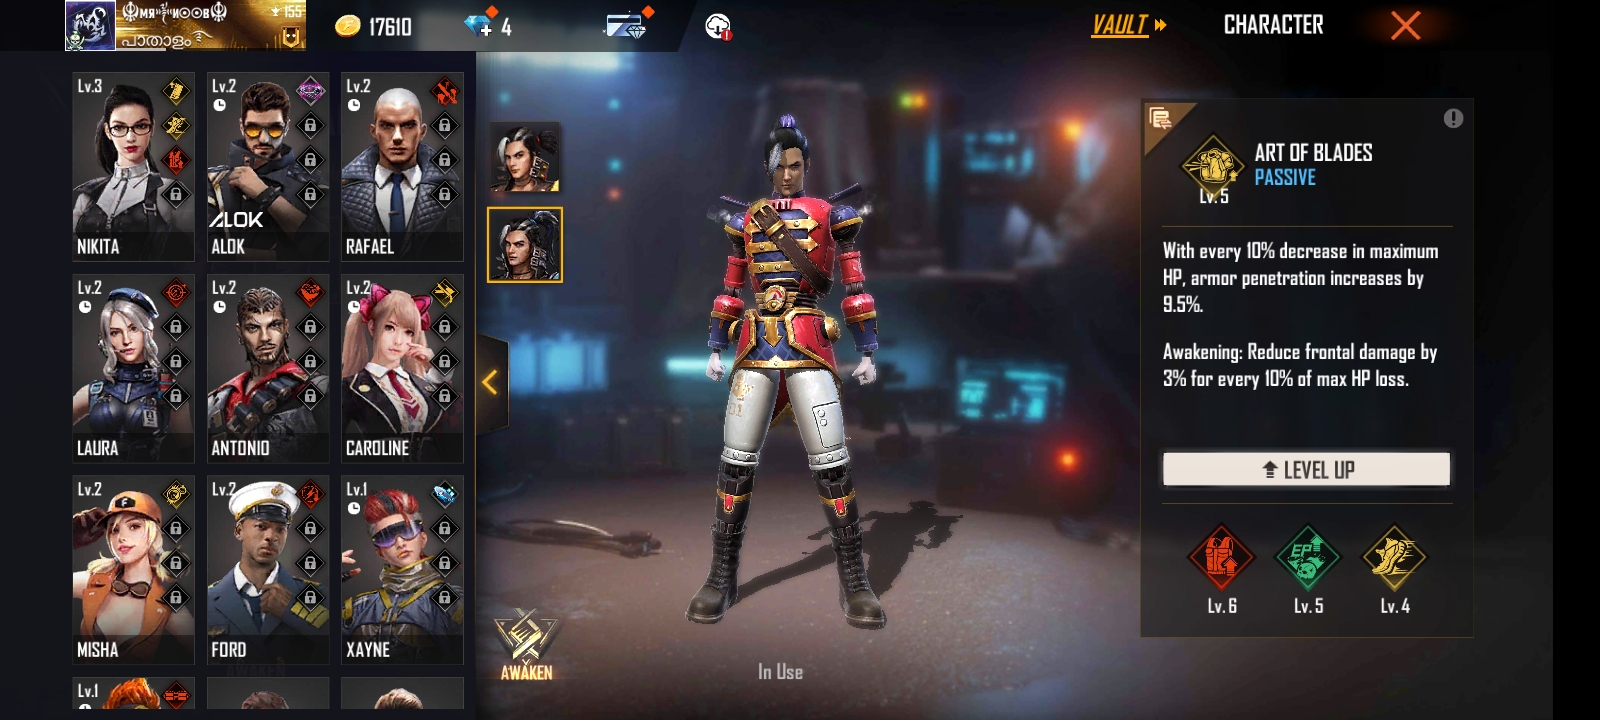 ꧁ӨMЯ♓ИOOB꧂
155
പാതാളം
17610
4
VAULT
CHARACTER
Lv.3
NIKITA
Lv.2
ALOK
ALOK
Lv.2
RAFAEL
Lv.2
LAURA
Lv.2
ANTONIO
Lv.2
CAROLINE
Lv.2
MISHA
Lv.2
FORD
Lv.1
XAYNE
Lv.1
AWAKEN
In Use
ART OF BLADES
PASSIVE
Lv. 5
With every 10% decrease in maximum
HP, armor penetration increases by
9.5%.
Awakening: Reduce frontal damage by
3% for every 10% of max HP loss.
LEVEL UP
EP
Lv. 6
Lv. 5
Lv. 4